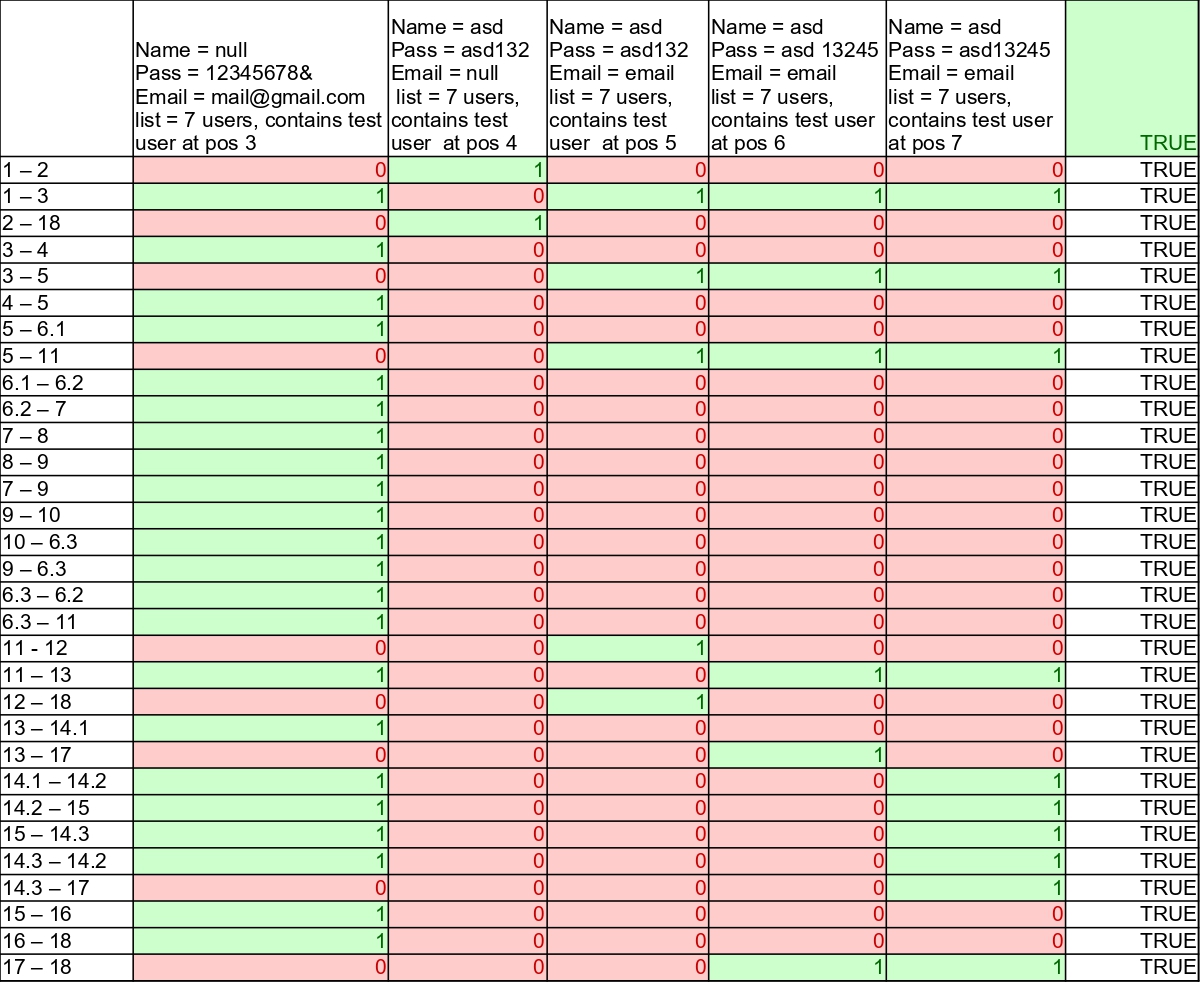 Name = null
Pass = 12345678&
Email = mail@gmail.com
list = 7 users, contains test
user at pos 3
Name = asd
Pass = asd132
Email = null
list = 7 users,
contains test
user  at pos 4
Name = asd
Pass = asd132
Email = email
list = 7 users,
contains test
user  at pos 5
Name = asd
Pass = asd 13245
Email = email
list = 7 users,
contains test user
at pos 6
Name = asd
Pass = asd13245
Email = email
list = 7 users,
contains test user
at pos 7
TRUE
1 – 2 0 1 0 0 0 TRUE
1 – 3 1 0 1 1 1 TRUE
2 – 18 0 1 0 0 0 TRUE
3 – 4 1 0 0 0 0 TRUE
3 – 5 0 0 1 1 1 TRUE
4 – 5 1 0 0 0 0 TRUE
5 – 6.1 1 0 0 0 0 TRUE
5 – 11 0 0 1 1 1 TRUE
6.1 – 6.2 1 0 0 0 0 TRUE
6.2 – 7 1 0 0 0 0 TRUE
7 – 8 1 0 0 0 0 TRUE
8 – 9 1 0 0 0 0 TRUE
7 – 9 1 0 0 0 0 TRUE
9 – 10 1 0 0 0 0 TRUE
10 – 6.3 1 0 0 0 0 TRUE
9 – 6.3 1 0 0 0 0 TRUE
6.3 – 6.2 1 0 0 0 0 TRUE
6.3 – 11 1 0 0 0 0 TRUE
11 - 12 0 0 1 0 0 TRUE
11 – 13 1 0 0 1 1 TRUE
12 – 18 0 0 1 0 0 TRUE
13 – 14.1 1 0 0 0 0 TRUE
13 – 17 0 0 0 1 0 TRUE
14.1 – 14.2 1 0 0 0 1 TRUE
14.2 – 15 1 0 0 0 1 TRUE
15 – 14.3 1 0 0 0 1 TRUE
14.3 – 14.2 1 0 0 0 1 TRUE
14.3 – 17 0 0 0 0 1 TRUE
15 – 16 1 0 0 0 0 TRUE
16 – 18 1 0 0 0 0 TRUE
17 – 18 0 0 0 1 1 TRUE